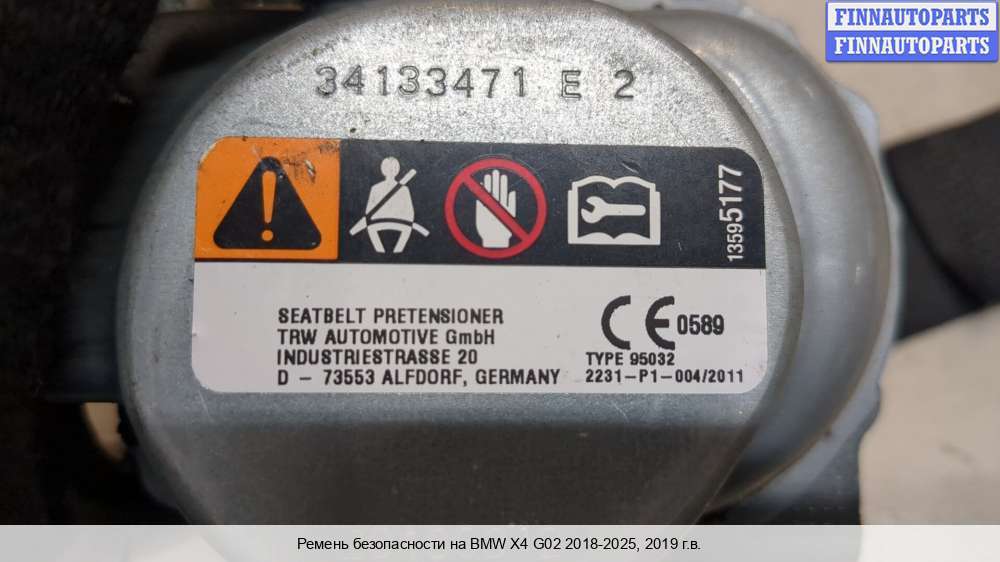 FINNAUTOPARTS
FINNAUTOPARTS
34133471 E 2
13595177
SEATBELT PRETENSIONER
TRW AUTOMOTIVE GmbH
INDUSTRIESTRASSE 20
D - 73553 ALFDORF, GERMANY
CE 0589
TYPE 95032
2231-P1-004/2011
Ремень безопасности на BMW X4 G02 2018-2025, 2019 г.в.